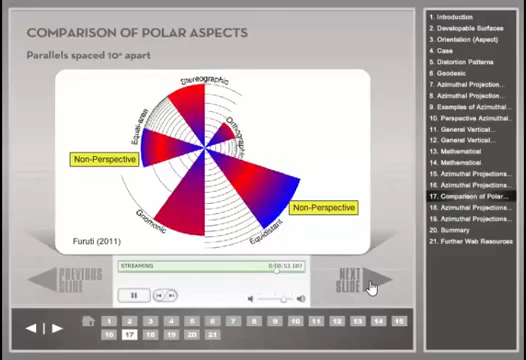 COMPARISON OF POLAR ASPECTS
Parallels spaced 10º apart
Stereographic
Equal-area
Orthographic
Non-Perspective
Non-Perspective
Gnomonic
Equidistant
Furuti (2011)
PREVIOUS SLIDE
STREAMING
NEXT SLIDE
1 2 3 4 5 6 7 8 9 10 11 12 13 14 15
16 17 18 19 20 21
1. Introduction
2. Developable Surfaces
3. Orientation (Aspect)
4. Case
5. Distortion Patterns
6. Geodesic
7. Azimuthal Projection...
8. Azimuthal Projection...
9. Examples of Azimuthal...
10. Perspective Azimuthal...
11. General Vertical...
12. General Vertical...
13. Mathematical
14. Mathematical
15. Azimuthal Projections...
16. Azimuthal Projections...
17. Comparison of Polar...
18. Azimuthal Projections...
19. Azimuthal Projections...
20. Summary
21. Further Web Resources